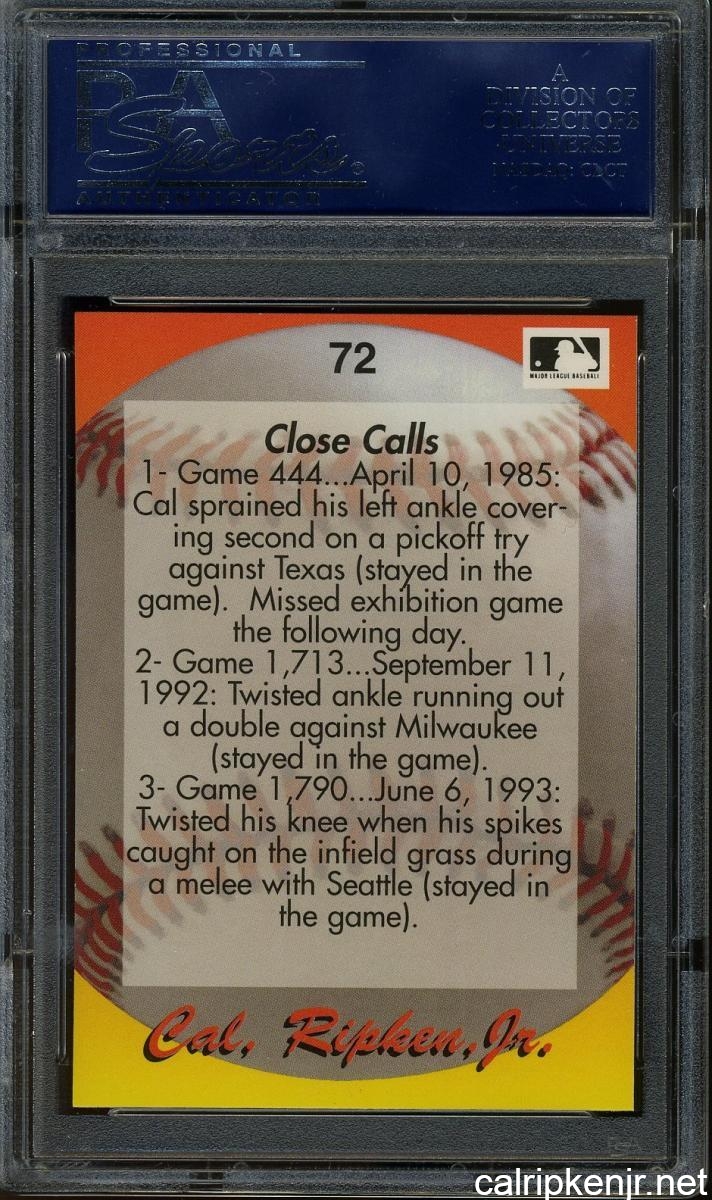 PROFESSIONAL
PSA
Sports®
AUTHENTICATOR
A
DIVISION OF
COLLECTORS
UNIVERSE
NASDAQ: CLCT
72
MAJOR LEAGUE BASEBALL
Close Calls
1- Game 444...April 10, 1985:
Cal sprained his left ankle cover-
ing second on a pickoff try
against Texas (stayed in the
game). Missed exhibition game
the following day.
2- Game 1,713...September 11,
1992: Twisted ankle running out
a double against Milwaukee
(stayed in the game).
3- Game 1,790...June 6, 1993:
Twisted his knee when his spikes
caught on the infield grass during
a melee with Seattle (stayed in
the game).
Cal, Ripken, Jr.
PSA
calripkenjr.net